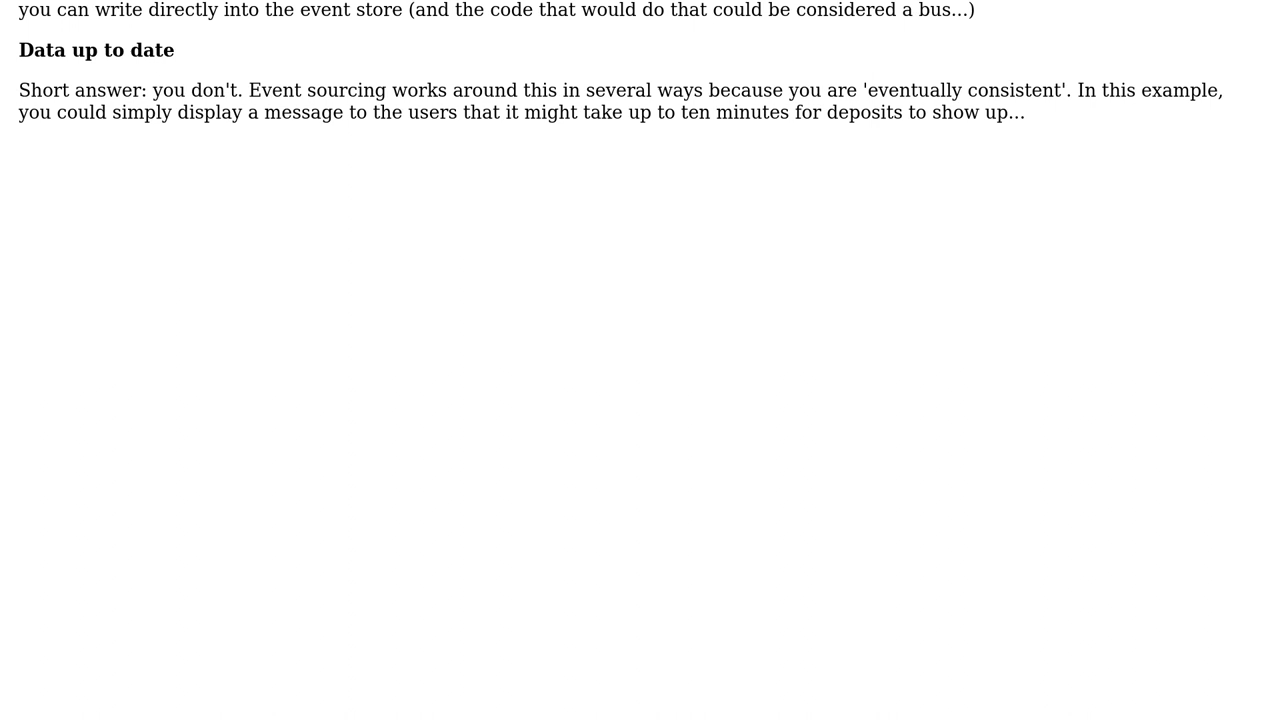 you can write directly into the event store (and the code that would do that could be considered a bus...)
Data up to date
Short answer: you don't. Event sourcing works around this in several ways because you are 'eventually consistent'. In this example,
you could simply display a message to the users that it might take up to ten minutes for deposits to show up...